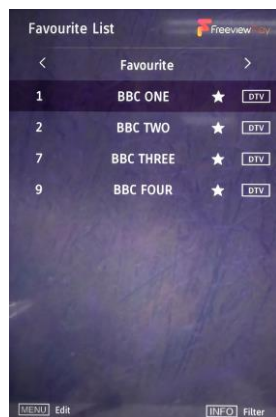 Favourite List Freeview Play
< Favourite >
1 BBC ONE ★ DTV
2 BBC TWO ★ DTV
7 BBC THREE ★ DTV
9 BBC FOUR ★ DTV
MENU Edit INFO Filter